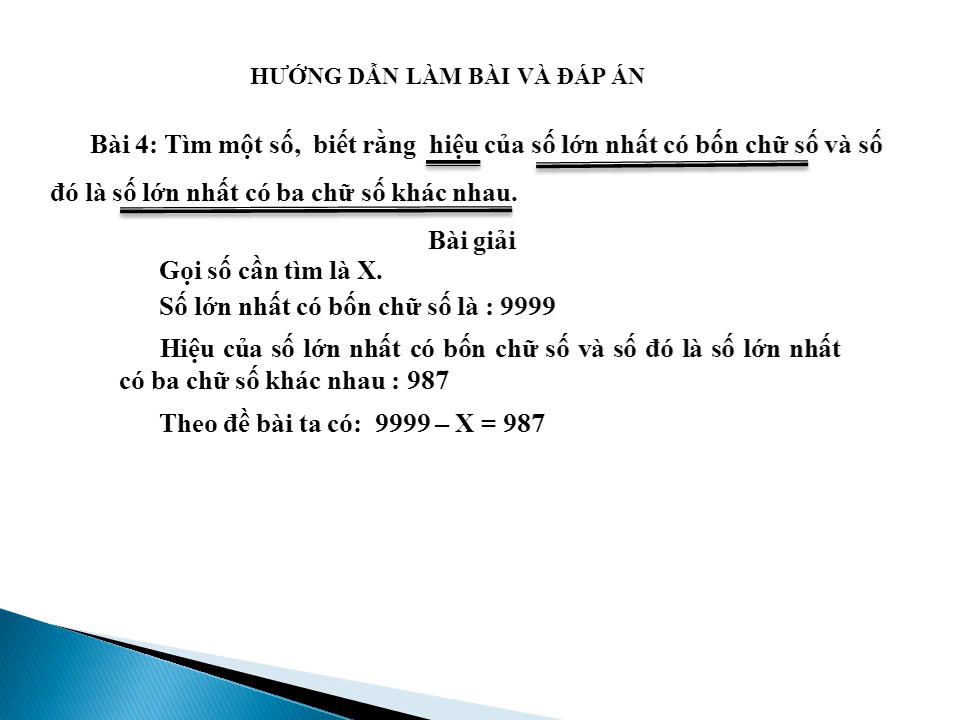 HƯỚNG DẪN LÀM BÀI VÀ ĐÁP ÁN
Bài 4: Tìm một số, biết rằng hiệu của số lớn nhất có bốn chữ số và số
đó là số lớn nhất có ba chữ số khác nhau.
Bài giải
Gọi số cần tìm là X.
Số lớn nhất có bốn chữ số là : 9999
Hiệu của số lớn nhất có bốn chữ số và số đó là số lớn nhất
có ba chữ số khác nhau : 987
Theo đề bài ta có: 9999 – X = 987